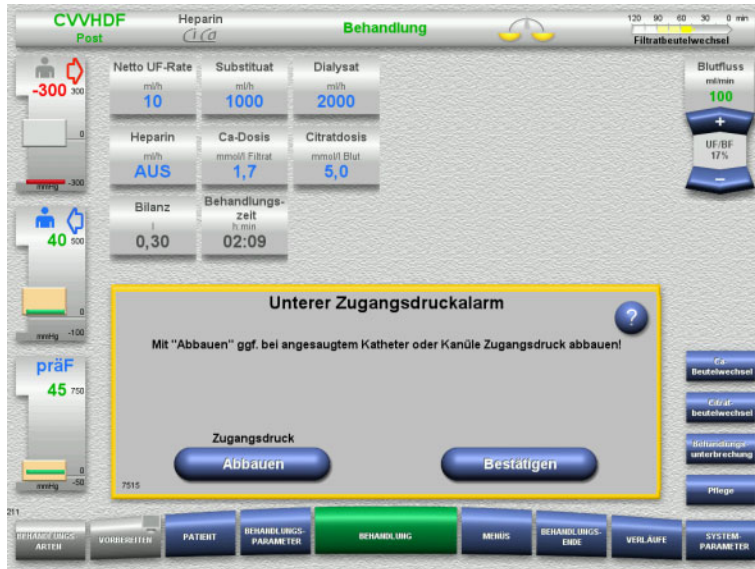 CVVHDF
Post
Heparin
Ci Ca
Behandlung
120 90 60 30 0 min
Filtratbeutelwechsel
-300 300
0
mmHg -300
40 500
0
mmHg -100
präF
45 750
0
mmHg -50
Netto UF-Rate
ml/h
10
Substituat
ml/h
1000
Dialysat
ml/h
2000
Heparin
ml/h
AUS
Ca-Dosis
mmol/l Filtrat
1,7
Citratdosis
mmol/l Blut
5,0
Bilanz
l
0,30
Behandlungs-
zeit
h:min
02:09
Blutfluss
ml/min
100
+
UF/BF
17%
−
Unterer Zugangsdruckalarm
?
Mit "Abbauen" ggf. bei angesaugtem Katheter oder Kanüle Zugangsdruck abbauen!
Zugangsdruck
Abbauen
Bestätigen
7515
Ca-
Beutelwechsel
Citrat-
beutelwechsel
Behandlungs-
unterbrechung
Pflege
211
BEHANDLUNGS-
ARTEN
VORBEREITEN
PATIENT
BEHANDLUNGS-
PARAMETER
BEHANDLUNG
MENÜS
BEHANDLUNGS-
ENDE
VERLÄUFE
SYSTEM-
PARAMETER